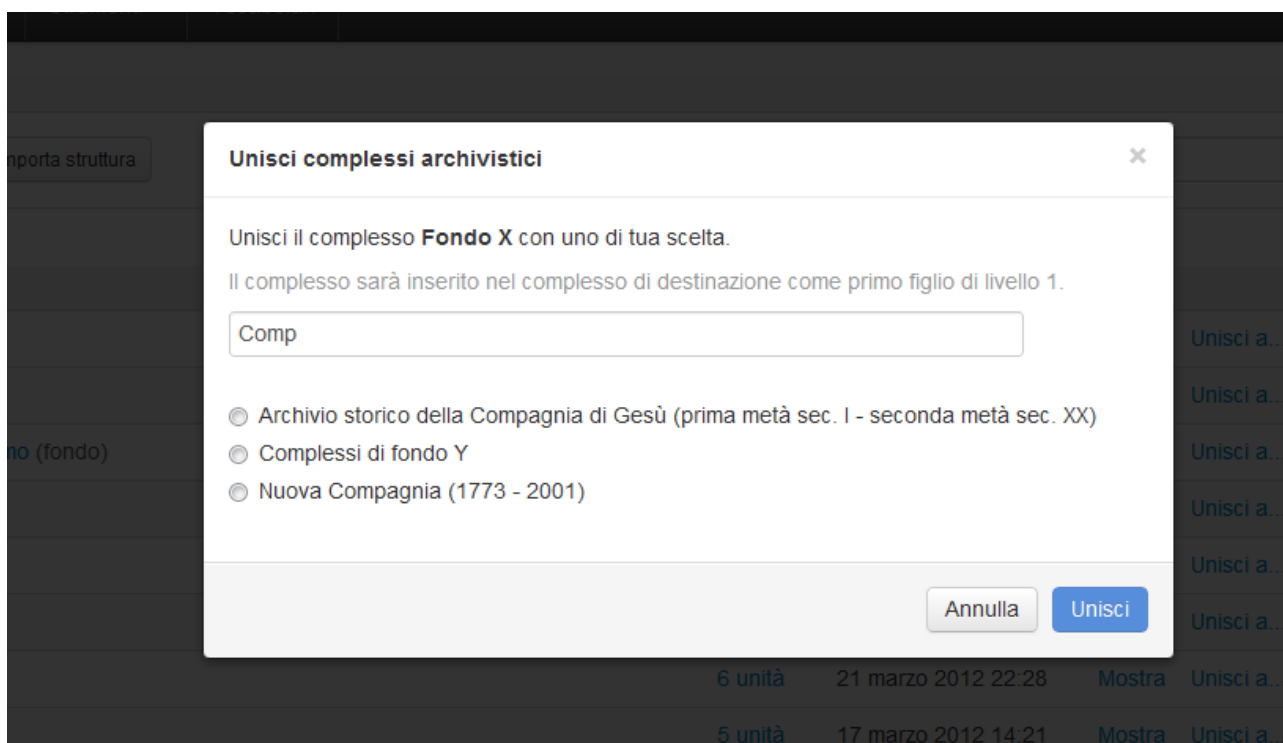 mporta struttura
Unisci complessi archivistici ×
Unisci il complesso Fondo X con uno di tua scelta.
Il complesso sarà inserito nel complesso di destinazione come primo figlio di livello 1.
Comp
Unisci a...
Archivio storico della Compagnia di Gesù (prima metà sec. I - seconda metà sec. XX)
Unisci a...
no (fondo)
Complessi di fondo Y
Unisci a...
Nuova Compagnia (1773 - 2001)
Unisci a...
Unisci a...
Annulla Unisci
Unisci a...
6 unità 21 marzo 2012 22:28 Mostra Unisci a...
5 unità 17 marzo 2012 14:21 Mostra Unisci a...